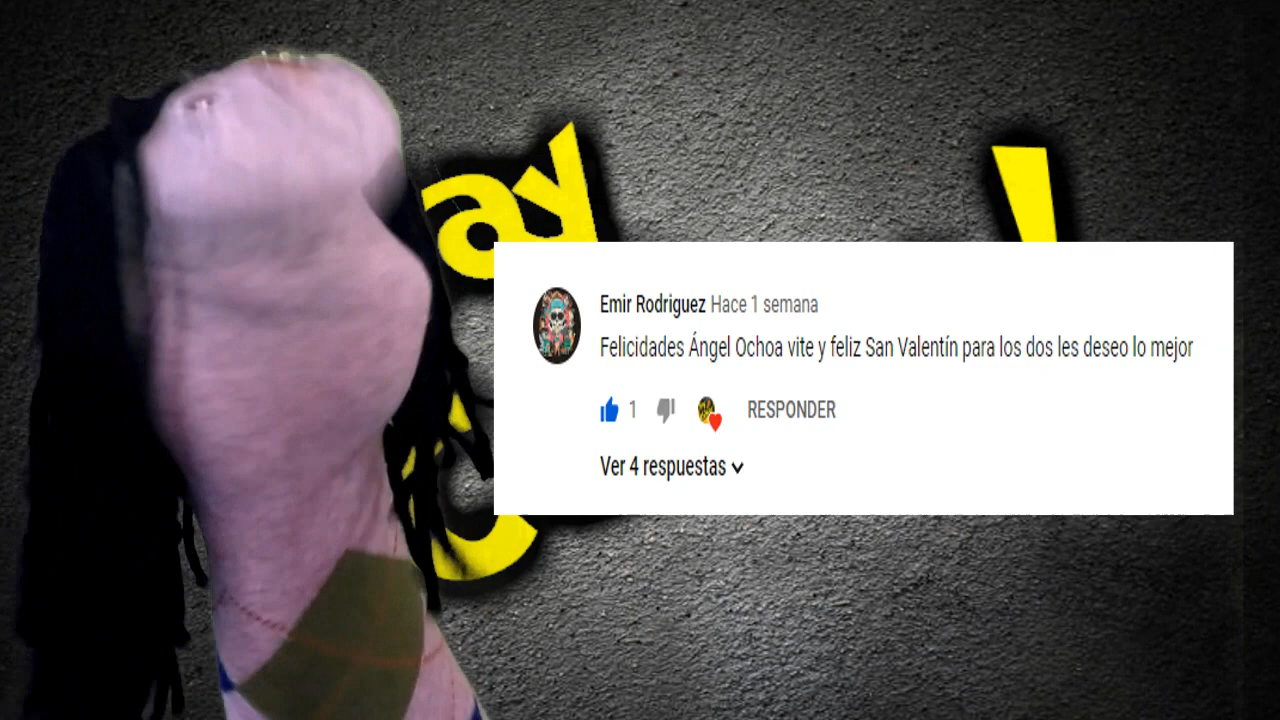 ay
!
Emir Rodriguez Hace 1 semana
Felicidades Ángel Ochoa vite y feliz San Valentín para los dos les deseo lo mejor
1
RESPONDER
Ver 4 respuestas